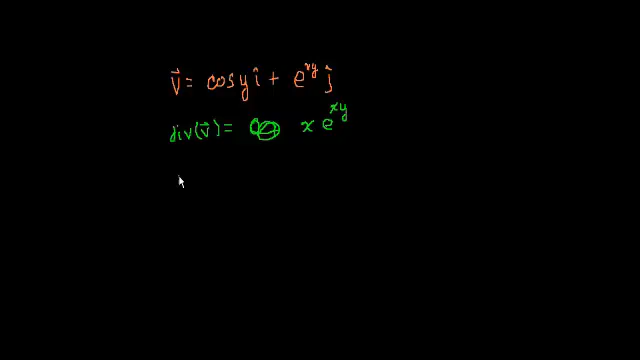 v⃗ = cosy î + e^xy ĵ
div(v⃗) = x e^xy